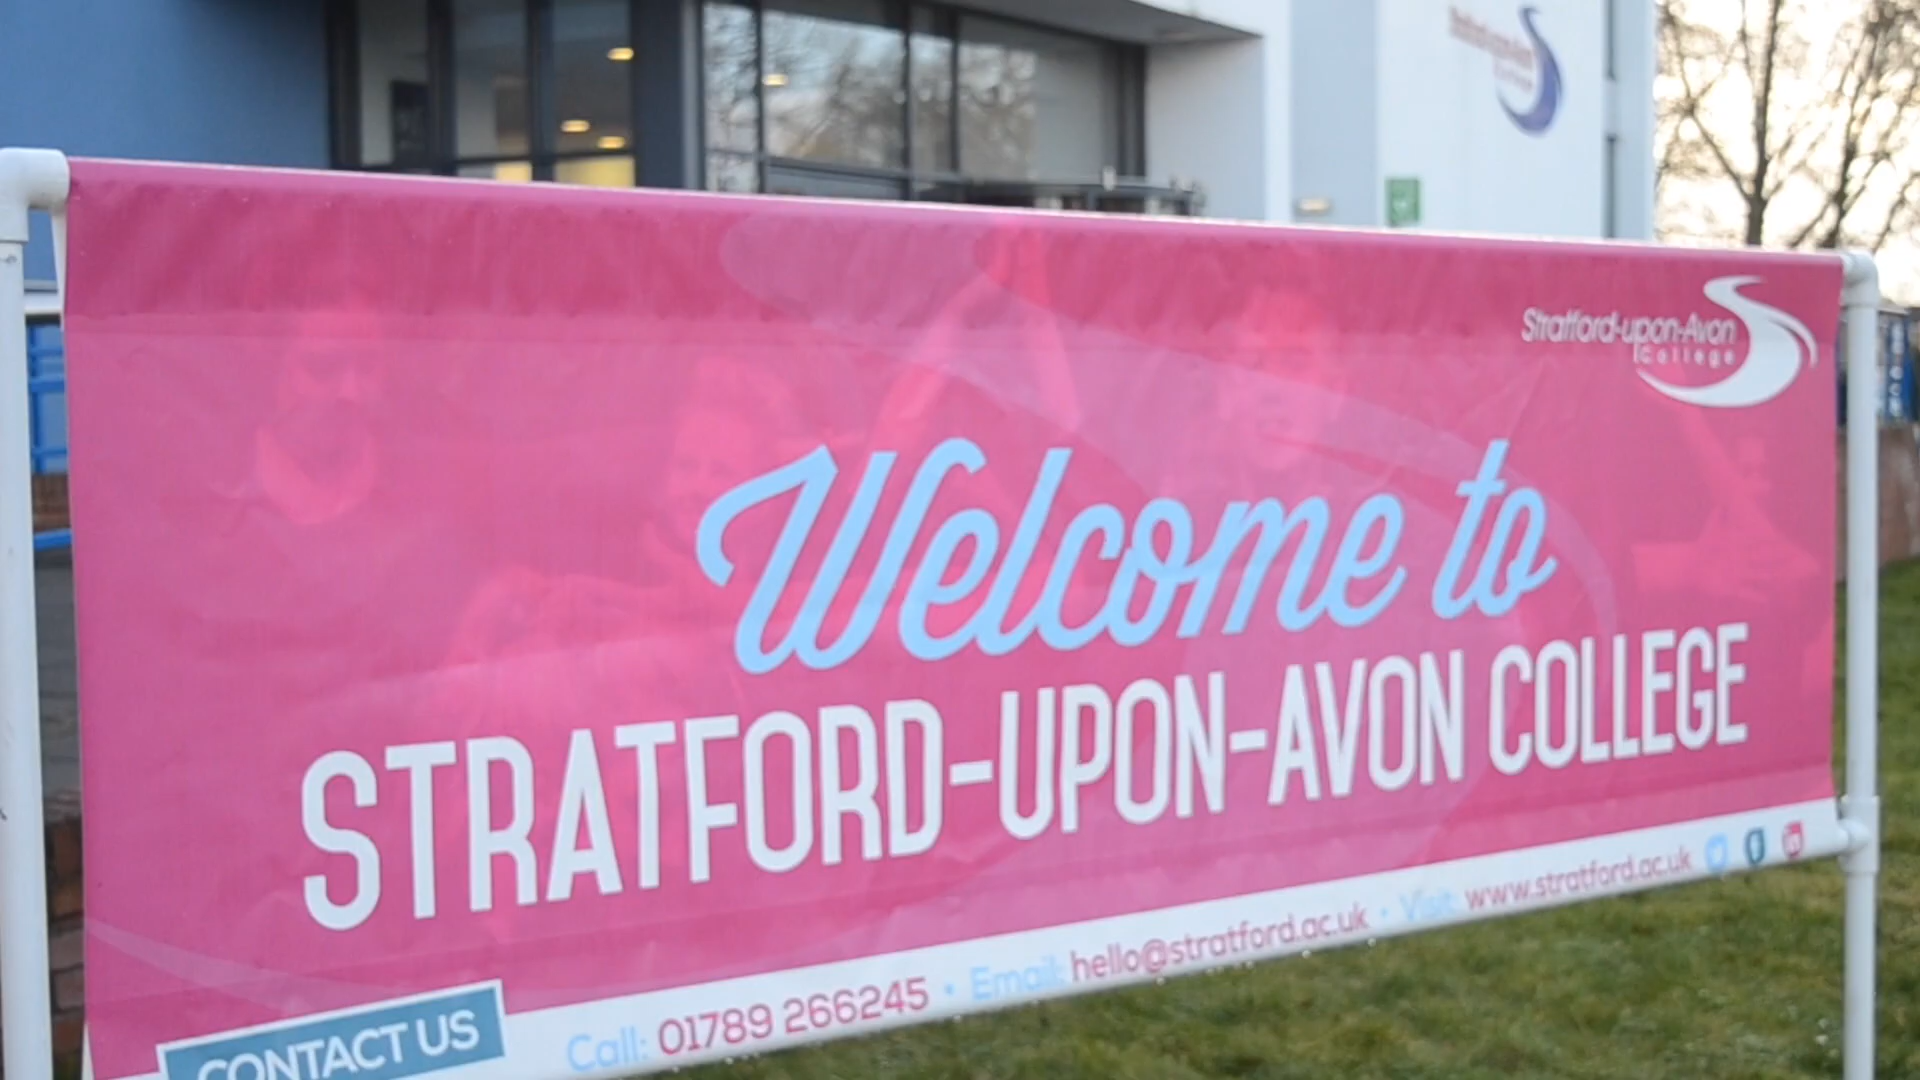 Stratford-upon-Avon
College
Welcome to
STRATFORD-UPON-AVON COLLEGE
CONTACT US
Call: 01789 266245 • Email: hello@stratford.ac.uk • Visit: www.stratford.ac.uk